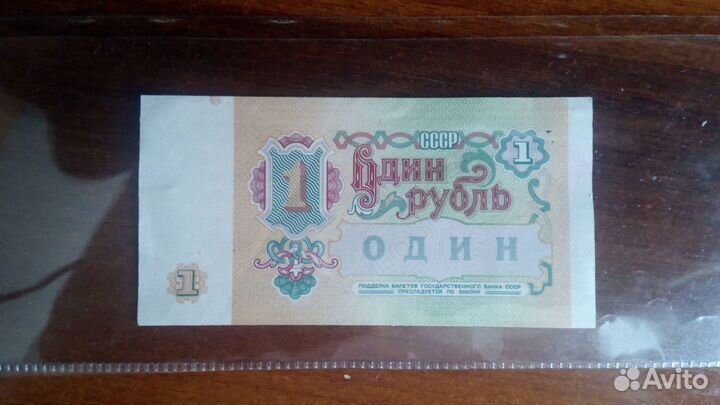 СССР
1
1
Один
рубль
ОДИН
1
ПОДДЕЛКА БИЛЕТОВ ГОСУДАРСТВЕННОГО БАНКА СССР
ПРЕСЛЕДУЕТСЯ ПО ЗАКОНУ
Avito